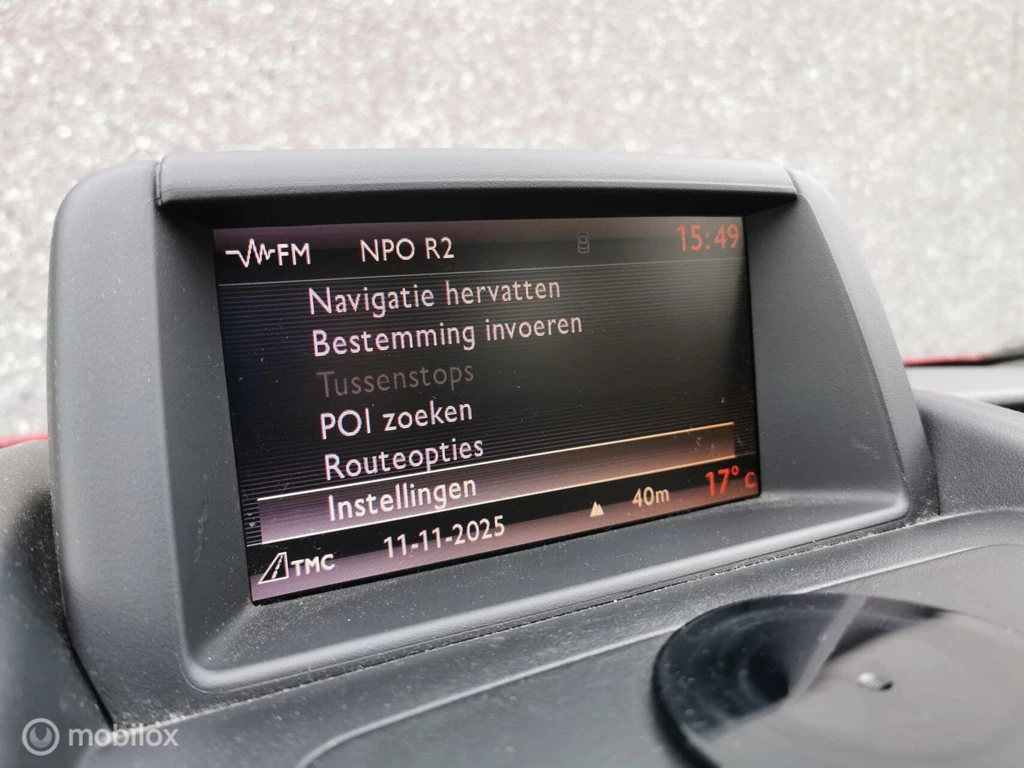 FM NPO R2 15:49
Navigatie hervatten
Bestemming invoeren
Tussenstops
POI zoeken
Routeopties
Instellingen
TMC 11-11-2025 40m 17° C
mobilox